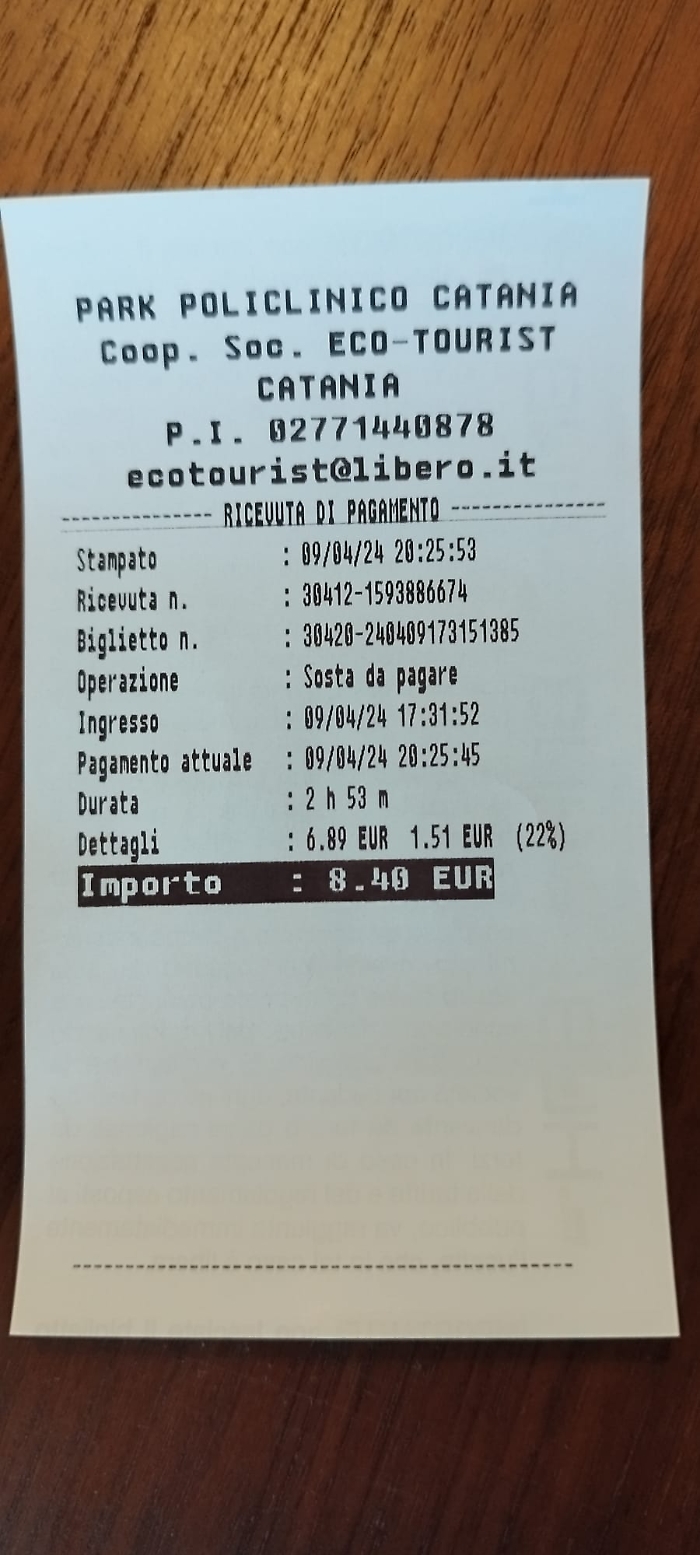 PARK POLICLINICO CATANIA
Coop. Soc. ECO-TOURIST
CATANIA
P.I. 02771440878
ecotourist@libero.it
-------------- RICEVUTA DI PAGAMENTO --------------
Stampato : 09/04/24 20:25:53
Ricevuta n. : 30412-1593886674
Biglietto n. : 30420-240409173151385
Operazione : Sosta da pagare
Ingresso : 09/04/24 17:31:52
Pagamento attuale : 09/04/24 20:25:45
Durata : 2 h 53 m
Dettagli : 6.89 EUR 1.51 EUR (22%)
Importo : 8.40 EUR